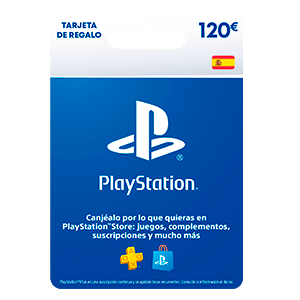 TARJETA
DE REGALO
120€
PlayStation®
Canjéalo por lo que quieras en
PlayStation™Store: juegos, complementos,
suscripciones y mucho más